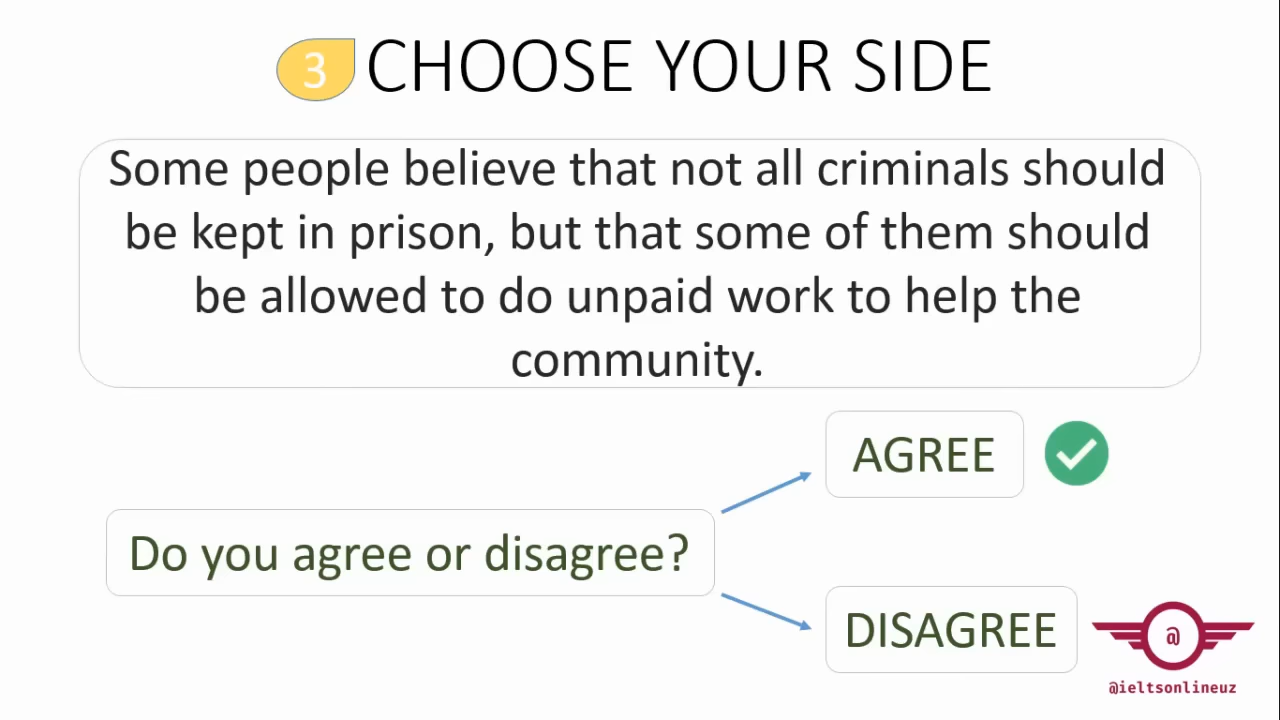 3 CHOOSE YOUR SIDE
Some people believe that not all criminals should
be kept in prison, but that some of them should
be allowed to do unpaid work to help the
community.
AGREE
Do you agree or disagree?
DISAGREE
@
@ieltsonlineuz